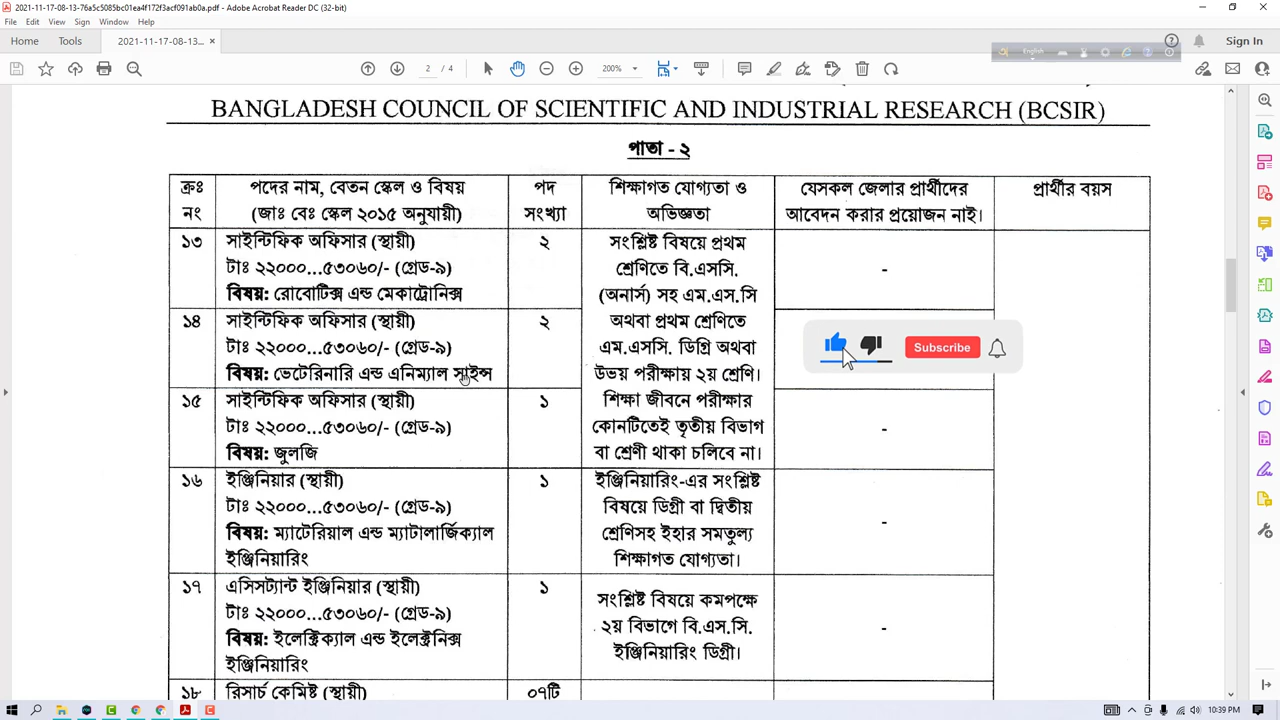 2021-11-17-08-13-76a5c5085bc01ea4f172f3acf091ab0a.pdf - Adobe Acrobat Reader DC (32-bit)
File Edit View Sign Window Help
Home Tools 2021-11-17-08-13... × English Sign In
2 / 4 200%
BANGLADESH COUNCIL OF SCIENTIFIC AND INDUSTRIAL RESEARCH (BCSIR)
পাতা - ২
ক্রঃ নং
পদের নাম, বেতন স্কেল ও বিষয়
(জাঃ বেঃ স্কেল ২০১৫ অনুযায়ী)
পদ সংখ্যা
শিক্ষাগত যোগ্যতা ও
অভিজ্ঞতা
যেসকল জেলার প্রার্থীদের
আবেদন করার প্রয়োজন নাই।
প্রার্থীর বয়স
১৩
সাইন্টিফিক অফিসার (স্থায়ী)
টাঃ ২২০০০...৫৩০৬০/- (গ্রেড-৯)
বিষয়: রোবোটিক্স এন্ড মেকাট্রোনিক্স
২
সংশ্লিষ্ট বিষয়ে প্রথম
শ্রেণিতে বি.এসসি.
(অনার্স) সহ এম.এস.সি
অথবা প্রথম শ্রেণিতে
এম.এসসি. ডিগ্রি অথবা
উভয় পরীক্ষায় ২য় শ্রেণি।
শিক্ষা জীবনে পরীক্ষার
কোনটিতেই তৃতীয় বিভাগ
বা শ্রেণী থাকা চলিবে না।
-
১৪
সাইন্টিফিক অফিসার (স্থায়ী)
টাঃ ২২০০০...৫৩০৬০/- (গ্রেড-৯)
বিষয়: ভেটেরিনারি এন্ড এনিম্যাল সাইন্স
২
Subscribe
১৫
সাইন্টিফিক অফিসার (স্থায়ী)
টাঃ ২২০০০...৫৩০৬০/- (গ্রেড-৯)
বিষয়: জুলজি
১
-
১৬
ইঞ্জিনিয়ার (স্থায়ী)
টাঃ ২২০০০...৫৩০৬০/- (গ্রেড-৯)
বিষয়: ম্যাটেরিয়াল এন্ড ম্যাটালার্জিক্যাল
ইঞ্জিনিয়ারিং
১
ইঞ্জিনিয়ারিং-এর সংশ্লিষ্ট
বিষয়ে ডিগ্রী বা দ্বিতীয়
শ্রেণিসহ ইহার সমতুল্য
শিক্ষাগত যোগ্যতা।
-
১৭
এসিসট্যান্ট ইঞ্জিনিয়ার (স্থায়ী)
টাঃ ২২০০০...৫৩০৬০/- (গ্রেড-৯)
বিষয়: ইলেক্ট্রিক্যাল এন্ড ইলেক্ট্রনিক্স
ইঞ্জিনিয়ারিং
১
সংশ্লিষ্ট বিষয়ে কমপক্ষে
২য় বিভাগে বি.এস.সি.
ইঞ্জিনিয়ারিং ডিগ্রী।
-
১৮
রিসার্চ কেমিষ্ট (স্থায়ী)
০৭টি
10:39 PM